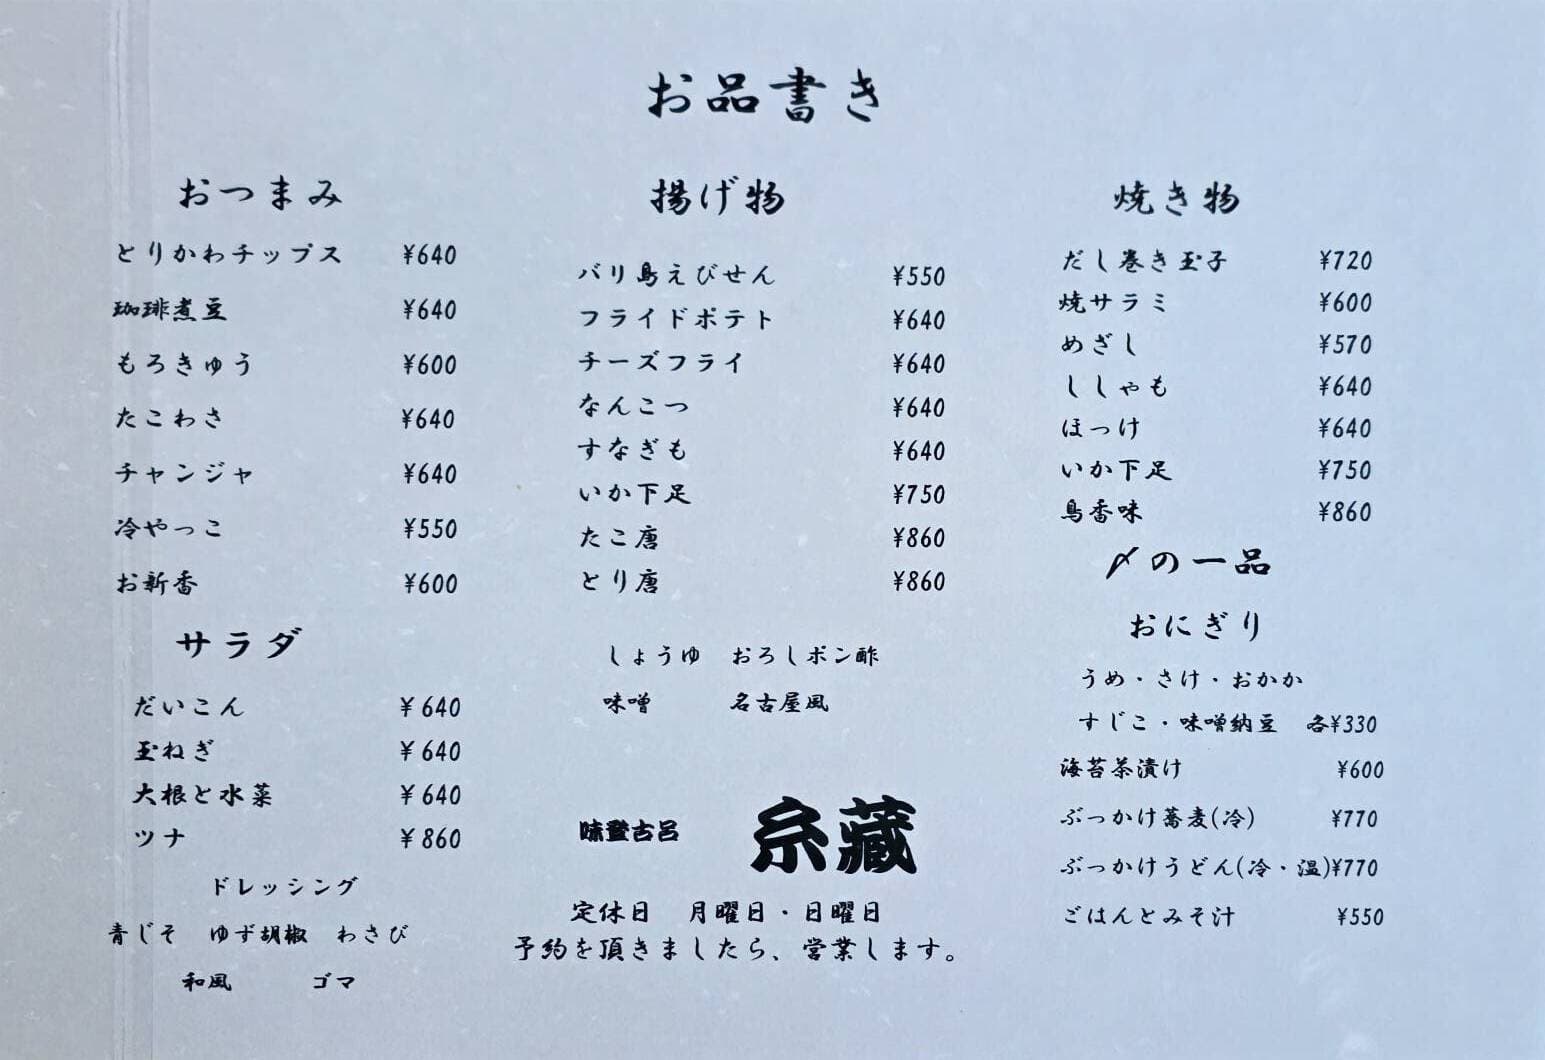 お品書き
おつまみ
とりかわチップス ¥640
珈琲煮豆 ¥640
もろきゅう ¥600
たこわさ ¥640
チャンジャ ¥640
冷やっこ ¥550
お新香 ¥600
サラダ
だいこん ¥640
玉ねぎ ¥640
大根と水菜 ¥640
ツナ ¥860
ドレッシング
青じそ ゆず胡椒 わさび
和風 ゴマ
揚げ物
バリ島えびせん ¥550
フライドポテト ¥640
チーズフライ ¥640
なんこつ ¥640
すなぎも ¥640
いか下足 ¥750
たこ唐 ¥860
とり唐 ¥860
しょうゆ おろしポン酢
味噌 名古屋風
味登古呂 糸藏
定休日 月曜日・日曜日
予約を頂きましたら、営業します。
焼き物
だし巻き玉子 ¥720
焼サラミ ¥600
めざし ¥570
ししゃも ¥640
ほっけ ¥640
いか下足 ¥750
鳥香味 ¥860
〆の一品
おにぎり
うめ・さけ・おかか
すじこ・味噌納豆 各¥330
海苔茶漬け ¥600
ぶっかけ蕎麦(冷) ¥770
ぶっかけうどん(冷・温)¥770
ごはんとみそ汁 ¥550